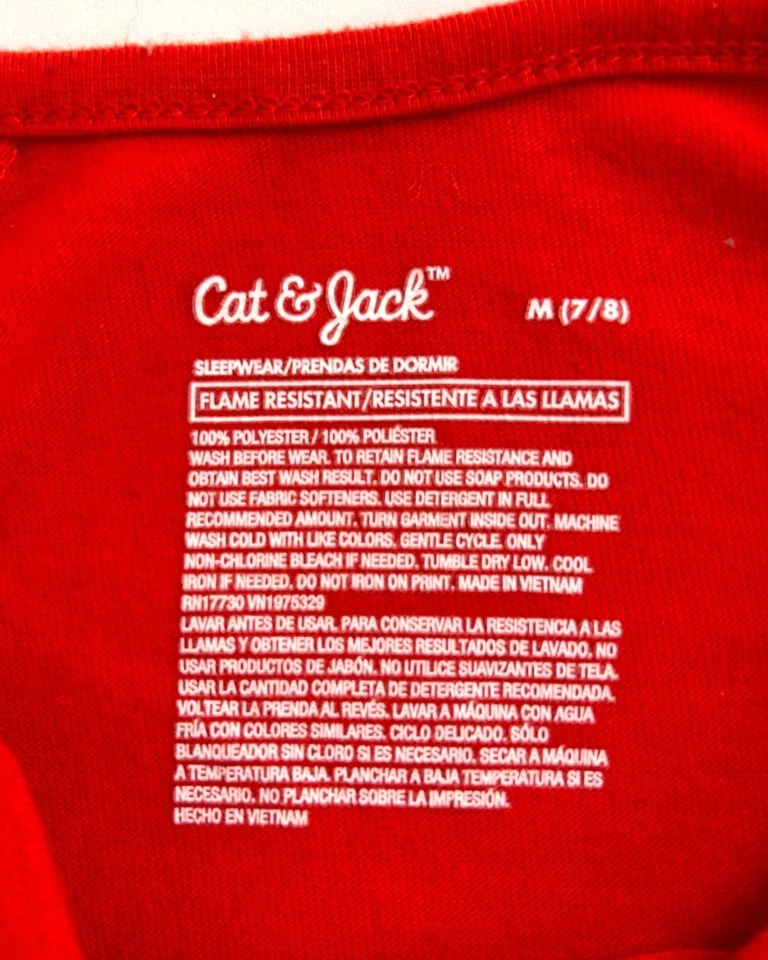 Cat & Jack™ M (7/8)
SLEEPWEAR/PRENDAS DE DORMIR
FLAME RESISTANT/RESISTENTE A LAS LLAMAS
100% POLYESTER / 100% POLIÉSTER
WASH BEFORE WEAR. TO RETAIN FLAME RESISTANCE AND
OBTAIN BEST WASH RESULT. DO NOT USE SOAP PRODUCTS. DO
NOT USE FABRIC SOFTENERS. USE DETERGENT IN FULL
RECOMMENDED AMOUNT. TURN GARMENT INSIDE OUT. MACHINE
WASH COLD WITH LIKE COLORS. GENTLE CYCLE. ONLY
NON-CHLORINE BLEACH IF NEEDED. TUMBLE DRY LOW. COOL
IRON IF NEEDED. DO NOT IRON ON PRINT. MADE IN VIETNAM
RN17730 VN1975329
LAVAR ANTES DE USAR. PARA CONSERVAR LA RESISTENCIA A LAS
LLAMAS Y OBTENER LOS MEJORES RESULTADOS DE LAVADO, NO
USAR PRODUCTOS DE JABÓN. NO UTILICE SUAVIZANTES DE TELA.
USAR LA CANTIDAD COMPLETA DE DETERGENTE RECOMENDADA.
VOLTEAR LA PRENDA AL REVÉS. LAVAR A MÁQUINA CON AGUA
FRÍA CON COLORES SIMILARES. CICLO DELICADO. SÓLO
BLANQUEADOR SIN CLORO SI ES NECESARIO. SECAR A MÁQUINA
A TEMPERATURA BAJA. PLANCHAR A BAJA TEMPERATURA SI ES
NECESARIO. NO PLANCHAR SOBRE LA IMPRESIÓN.
HECHO EN VIETNAM